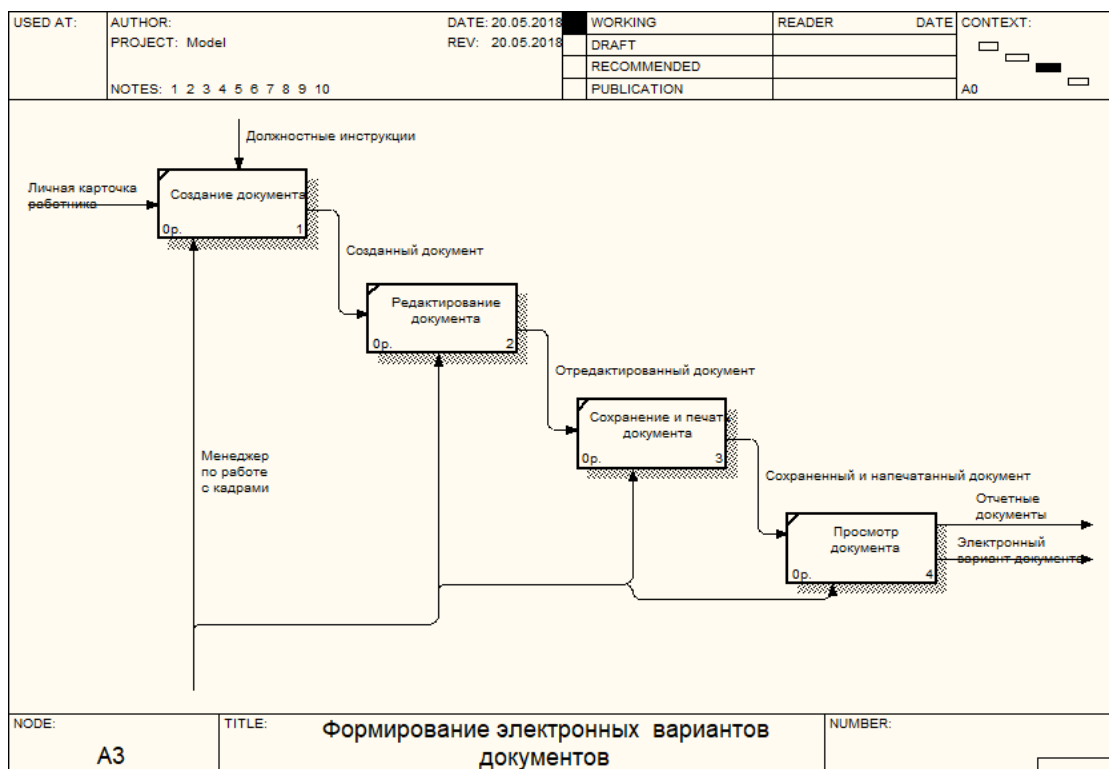 USED AT:
AUTHOR:
DATE: 20.05.2018
WORKING
READER
DATE
CONTEXT:
PROJECT: Model
REV: 20.05.2018
DRAFT
RECOMMENDED
NOTES: 1 2 3 4 5 6 7 8 9 10
PUBLICATION
A0
Должностные инструкции
Личная карточка
работника
Создание документа
0р.
1
Созданный документ
Редактирование
документа
0р.
2
Отредактированный документ
Сохранение и печать
документа
0р.
3
Менеджер
по работе
с кадрами
Сохраненный и напечатанный документ
Отчетные
документы
Просмотр
документа
0р.
4
Электронный
вариант документа
NODE:
A3
TITLE:
Формирование электронных вариантов
документов
NUMBER: